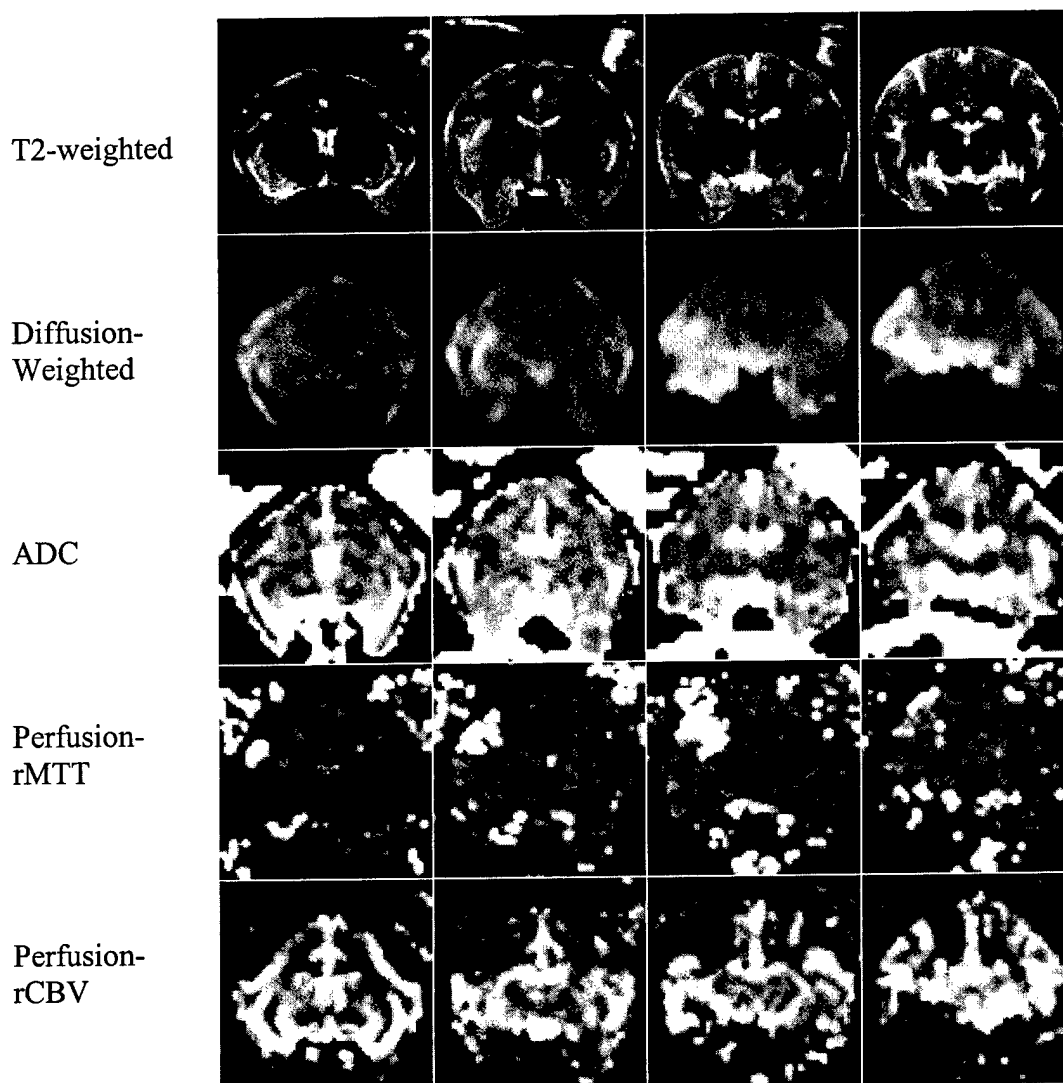 T2-weighted
Diffusion-
Weighted
ADC
Perfusion-
rMTT
Perfusion-
rCBV